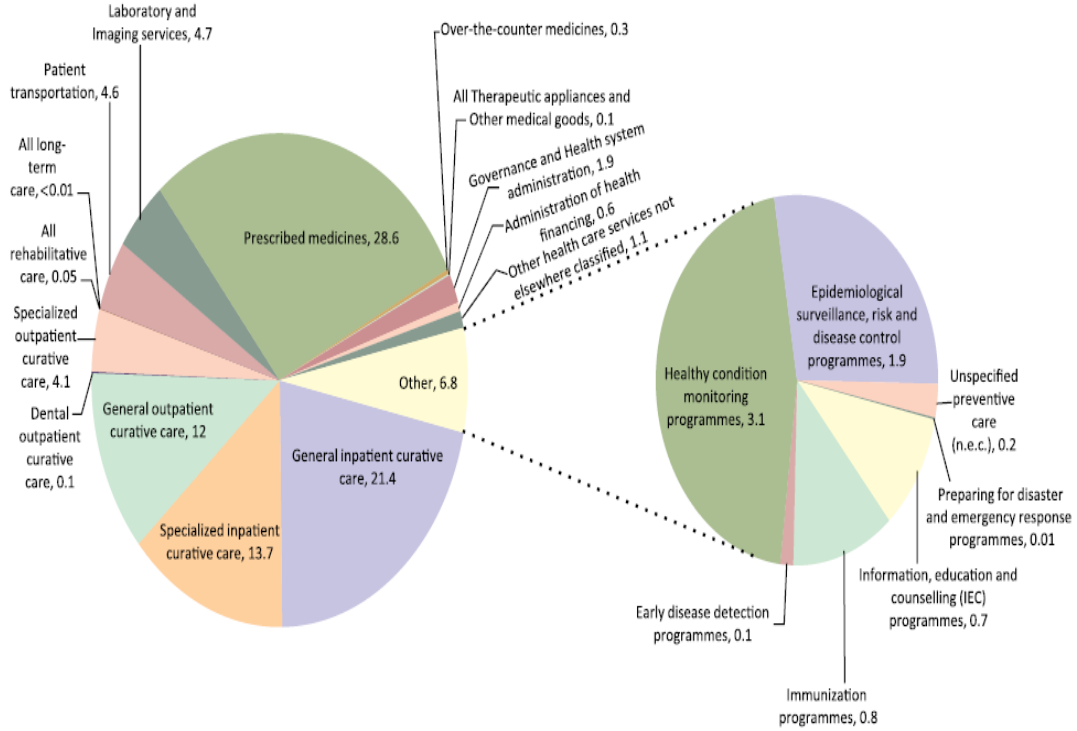 Laboratory and
Imaging services, 4.7
Over-the-counter medicines, 0.3
Patient
transportation, 4.6
All Therapeutic appliances and
Other medical goods, 0.1
All long-
term
care, <0.01
Governance and Health system
administration, 1.9
Administration of health
financing, 0.6
Other health care services not
elsewhere classified, 1.1
All
rehabilitative
care, 0.05
Prescribed medicines, 28.6
Specialized
outpatient
curative
care, 4.1
Other, 6.8
Dental
outpatient
curative
care, 0.1
General outpatient
curative care, 12
General inpatient curative
care, 21.4
Specialized inpatient
curative care, 13.7
Epidemiological
surveillance, risk and
disease control
programmes, 1.9
Healthy condition
monitoring
programmes, 3.1
Unspecified
preventive
care
(n.e.c.), 0.2
Preparing for disaster
and emergency response
programmes, 0.01
Information, education and
counselling (IEC)
programmes, 0.7
Early disease detection
programmes, 0.1
Immunization
programmes, 0.8